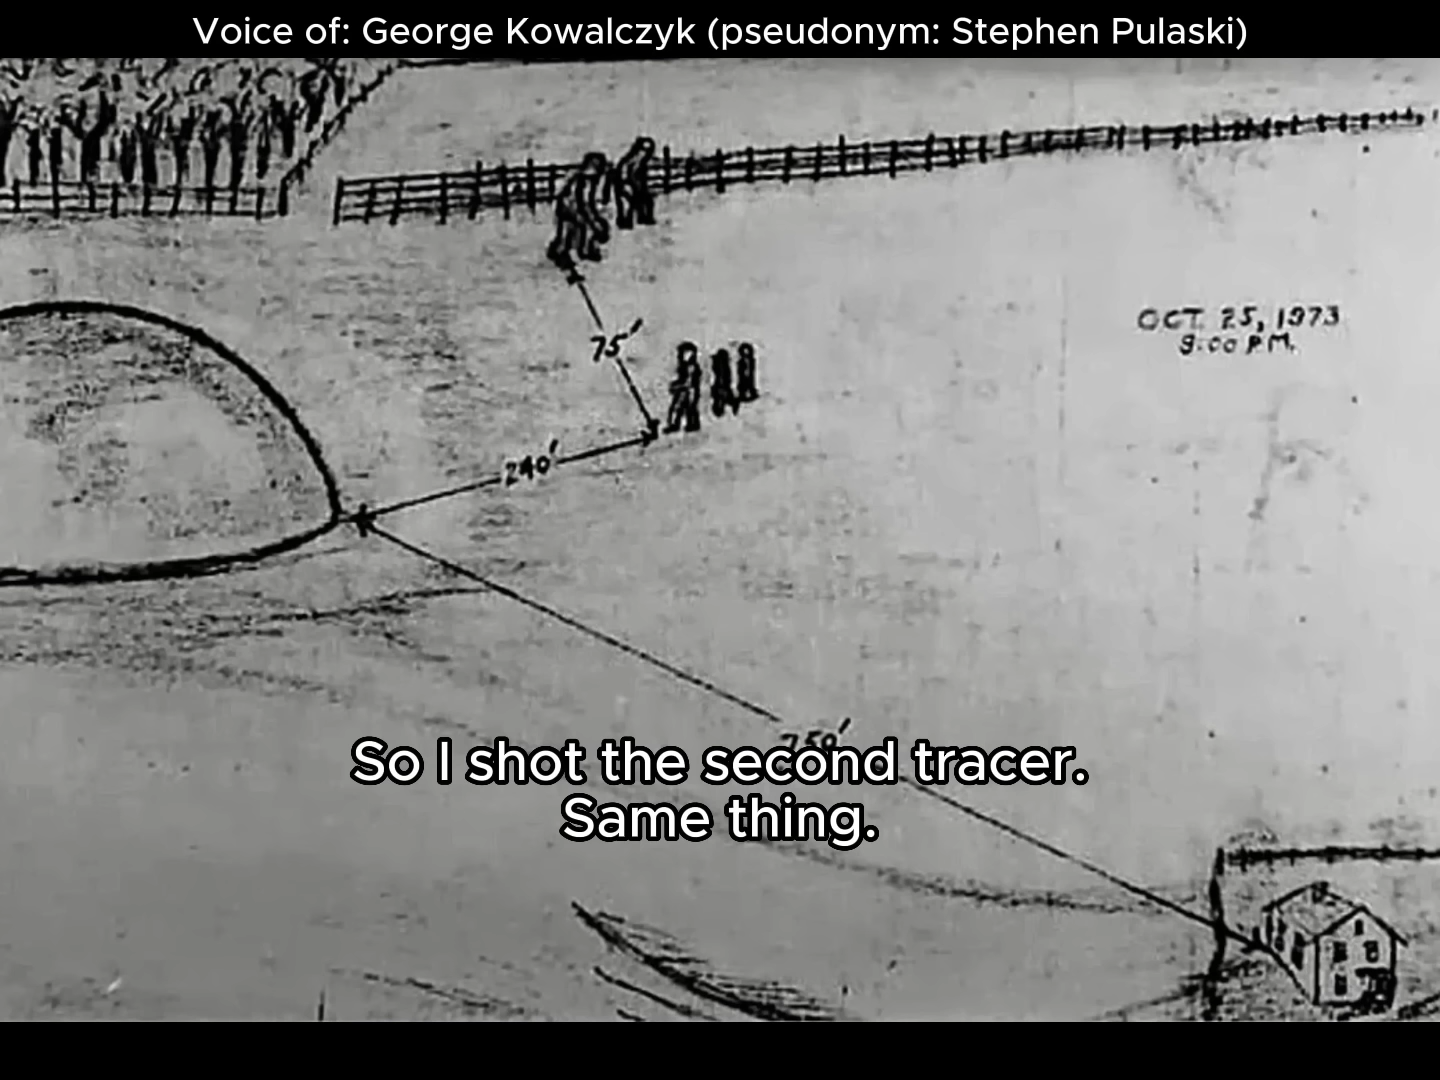 Voice of: George Kowalczyk (pseudonym: Stephen Pulaski)
OCT. 25, 1973
9:00 P.M.
75'
240'
750'
So I shot the second tracer.
Same thing.